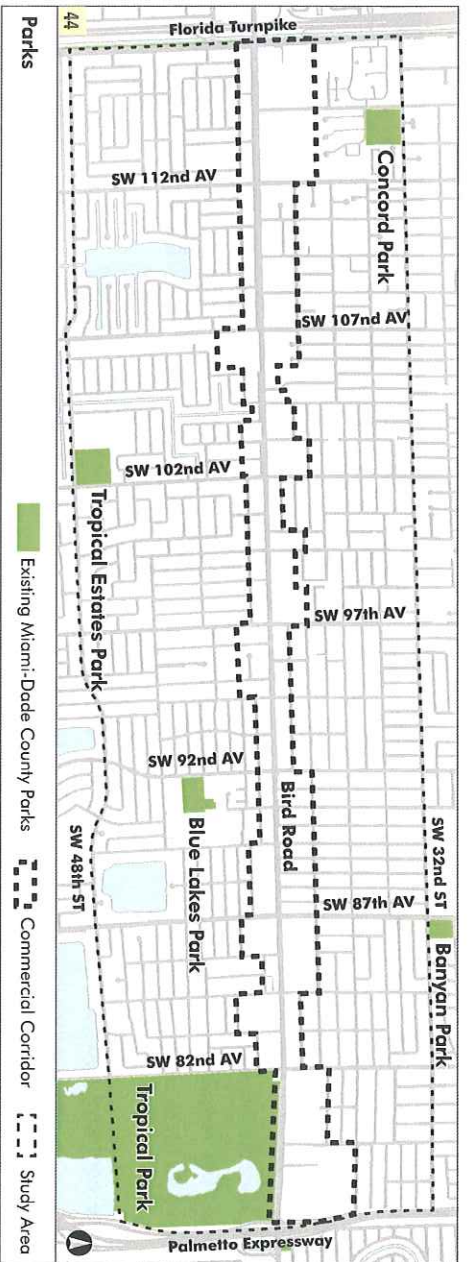 Florida Turnpike
Concord Park
SW 112nd AV
SW 107nd AV
SW 102nd AV
Tropical Estates Park
SW 97th AV
SW 92nd AV
Bird Road
Blue Lakes Park
SW 32nd ST
SW 87th AV
Banyan Park
SW 48th ST
SW 82nd AV
Tropical Park
Palmetto Expressway
44
Parks
Existing Miami-Dade County Parks
Commercial Corridor
Study Area